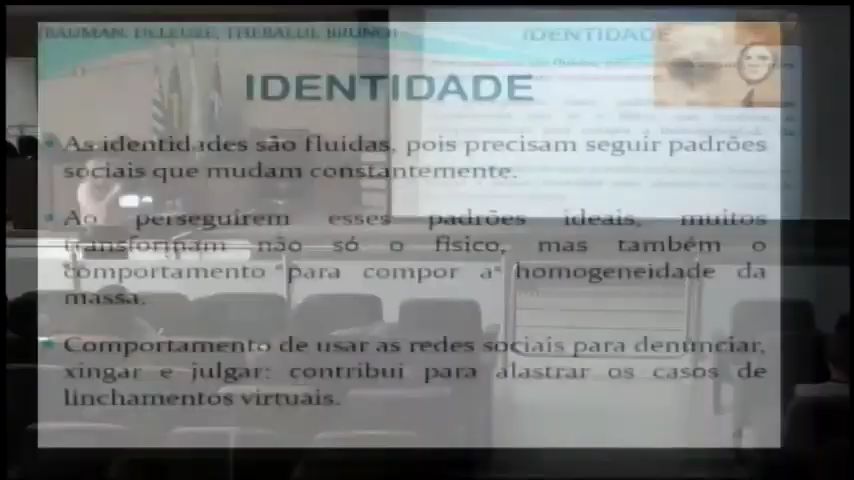 (BAUMAN, DELEUZE, THEBALDI, BRUNO)
IDENTIDADE
IDENTIDADE
As identidades são fluídas, pois precisam seguir padrões
sociais que mudam constantemente.
Ao perseguirem esses padrões ideais, muitos
transformam não só o físico, mas também o
comportamento para compor a homogeneidade da
massa.
Comportamento de usar as redes sociais para denunciar,
xingar e julgar: contribui para alastrar os casos de
linchamentos virtuais.